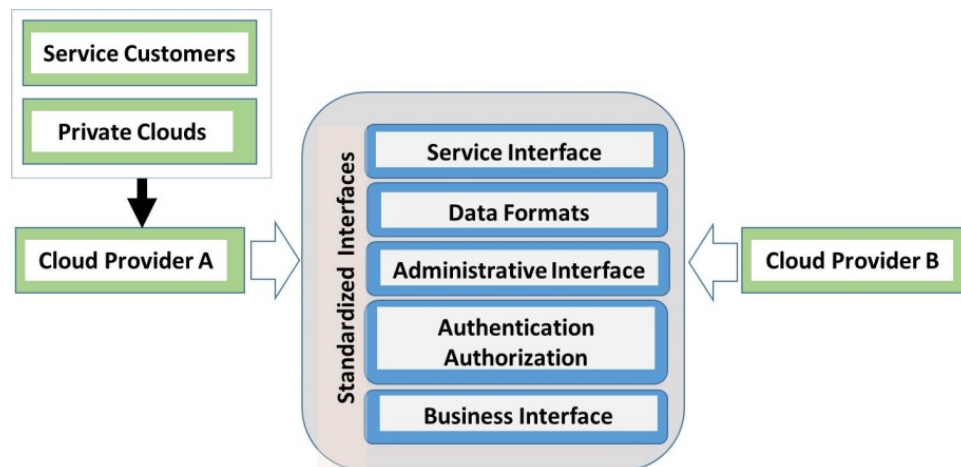 Service Customers
Private Clouds
Cloud Provider A
Standardized Interfaces
Service Interface
Data Formats
Administrative Interface
Authentication
Authorization
Business Interface
Cloud Provider B